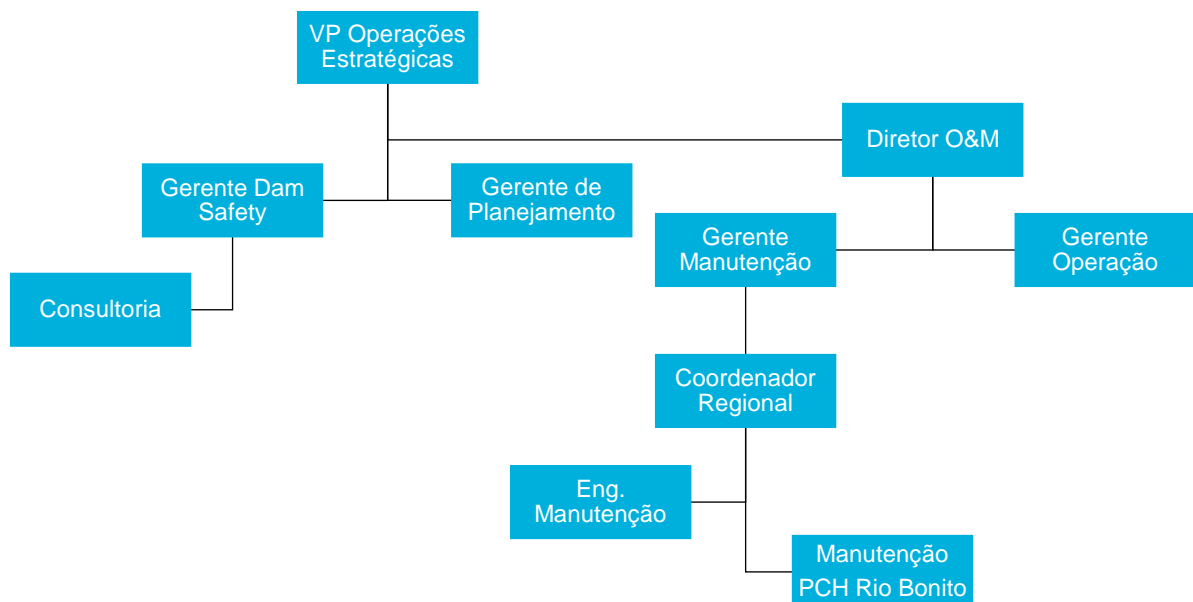 VP Operações
Estratégicas
Diretor O&M
Gerente Dam
Safety
Gerente de
Planejamento
Gerente
Manutenção
Gerente
Operação
Consultoria
Coordenador
Regional
Eng.
Manutenção
Manutenção
PCH Rio Bonito